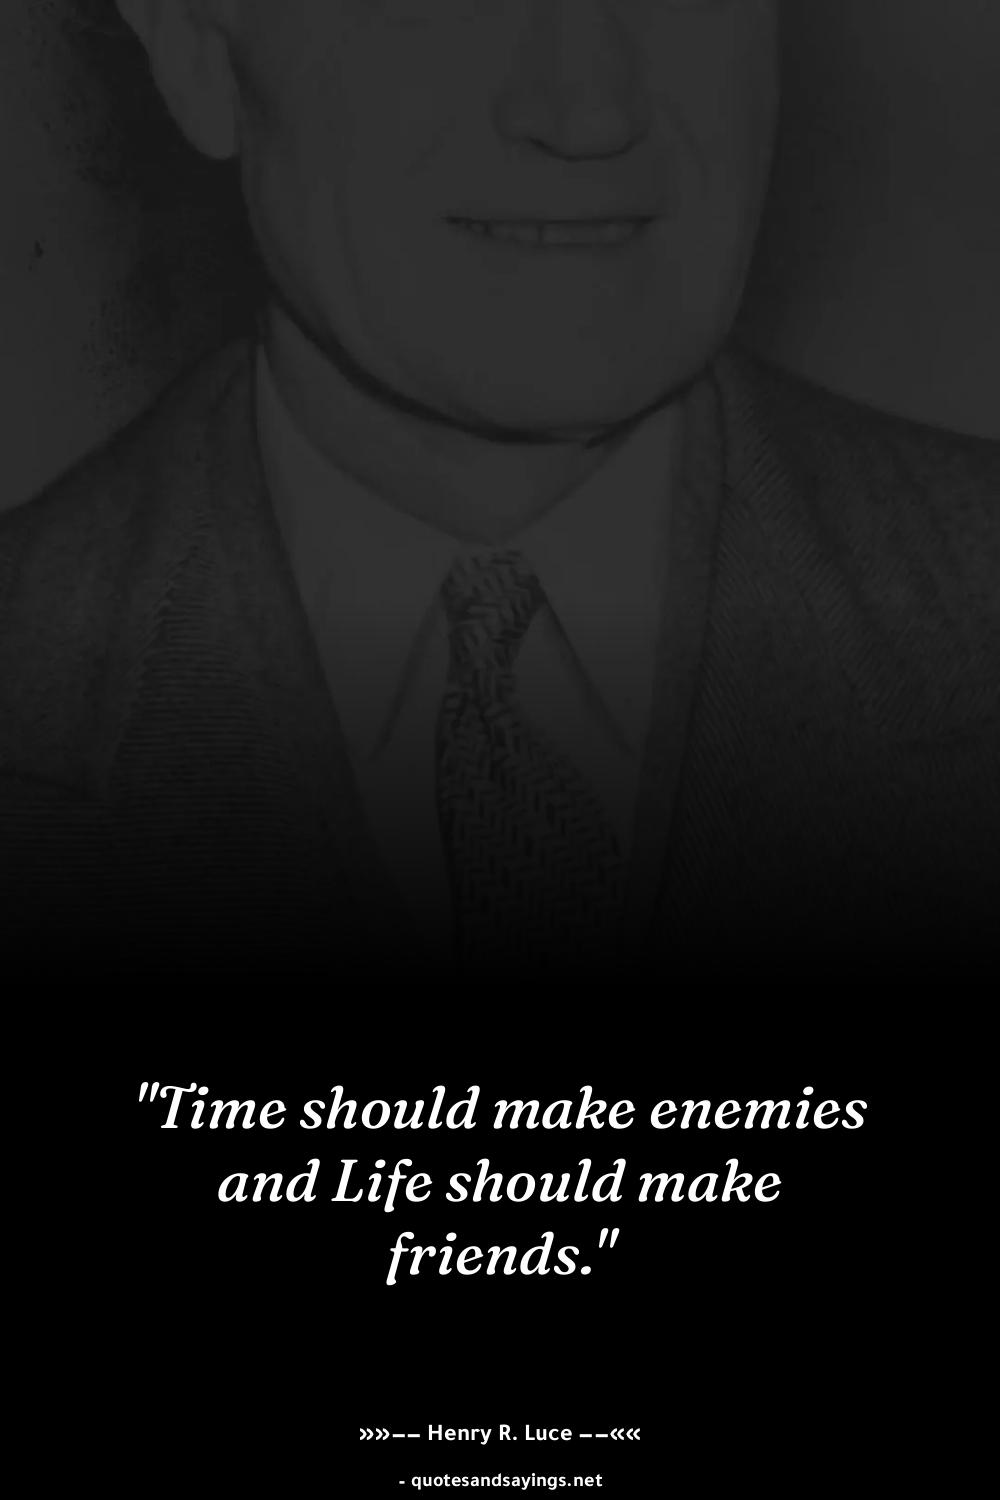 "Time should make enemies
and Life should make
friends."
»»–– Henry R. Luce ––««
- quotesandsayings.net